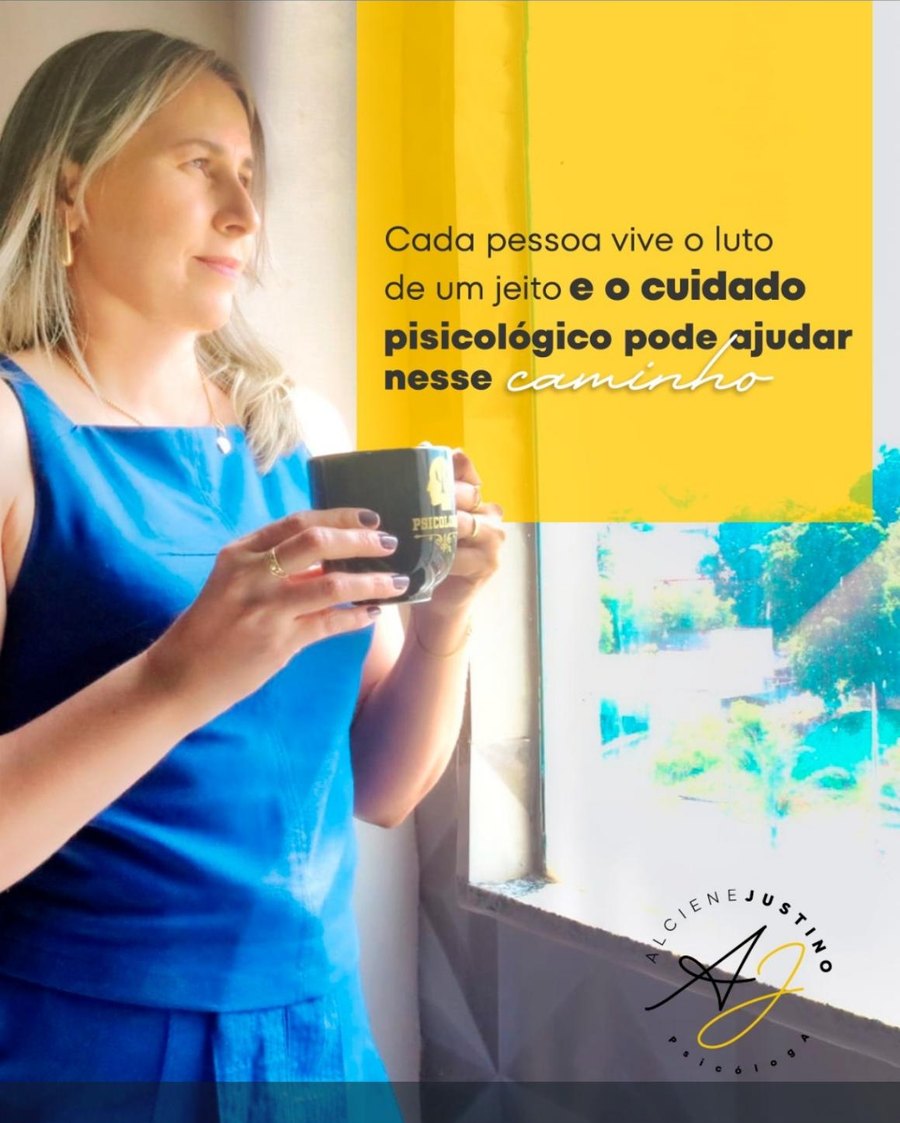 Cada pessoa vive o luto
de um jeito e o cuidado
pisicológico pode ajudar
nesse caminho
ALCIENE JUSTINO
AJ
Psicóloga